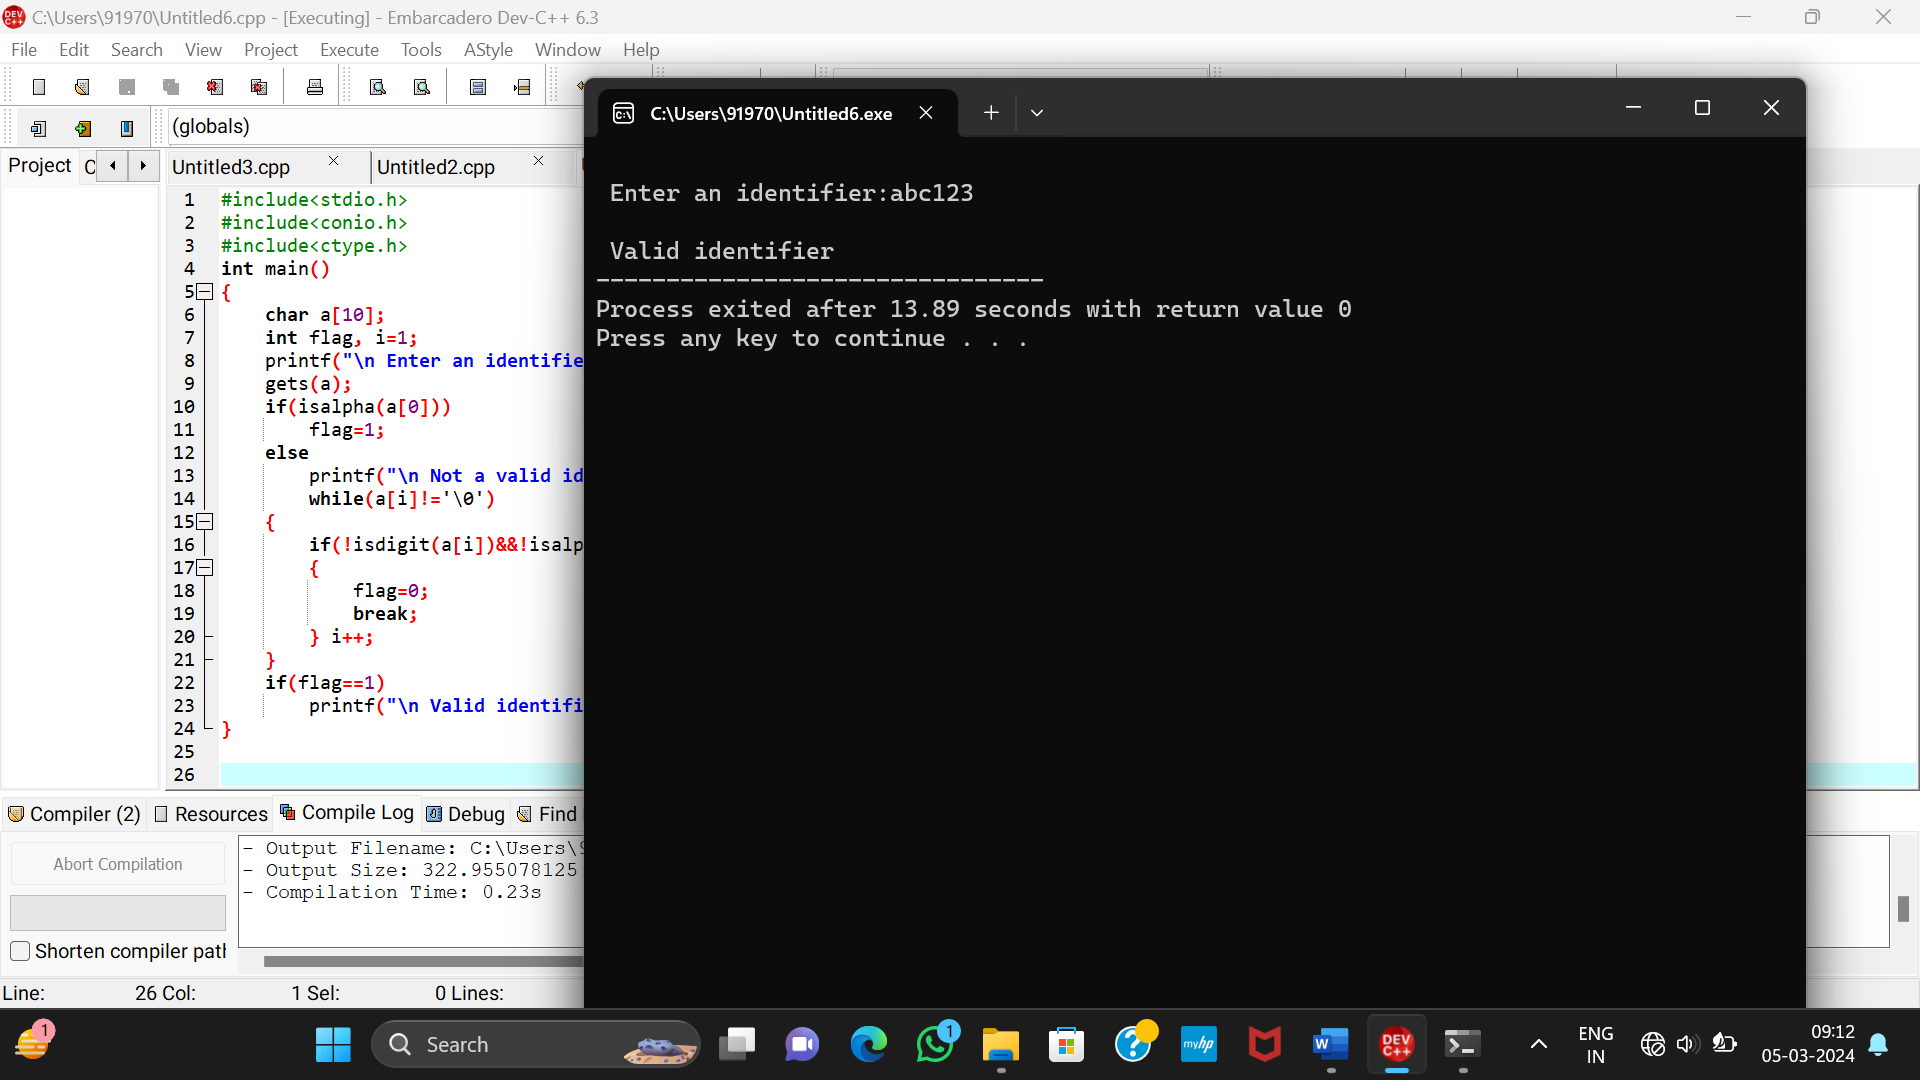 C:\Users\91970\Untitled6.cpp - [Executing] - Embarcadero Dev-C++ 6.3
File Edit Search View Project Execute Tools AStyle Window Help
(globals)
Project
Untitled3.cpp
Untitled2.cpp
1 #include<stdio.h>
2 #include<conio.h>
3 #include<ctype.h>
4 int main()
5 {
6 char a[10];
7 int flag, i=1;
8 printf("\n Enter an identifie
9 gets(a);
10 if(isalpha(a[0]))
11 flag=1;
12 else
13 printf("\n Not a valid id
14 while(a[i]!='\0')
15 {
16 if(!isdigit(a[i])&&!isalp
17 {
18 flag=0;
19 break;
20 } i++;
21 }
22 if(flag==1)
23 printf("\n Valid identifi
24 }
25
26
C:\Users\91970\Untitled6.exe
Enter an identifier:abc123
Valid identifier
--------------------------------
Process exited after 13.89 seconds with return value 0
Press any key to continue . . .
Compiler (2) Resources Compile Log Debug Find
Abort Compilation
Shorten compiler path
- Output Filename: C:\Users\9
- Output Size: 322.955078125
- Compilation Time: 0.23s
Line: 26 Col: 1 Sel: 0 Lines:
1
Search
1
myhp
W
DEV C++
ENG
IN
09:12
05-03-2024